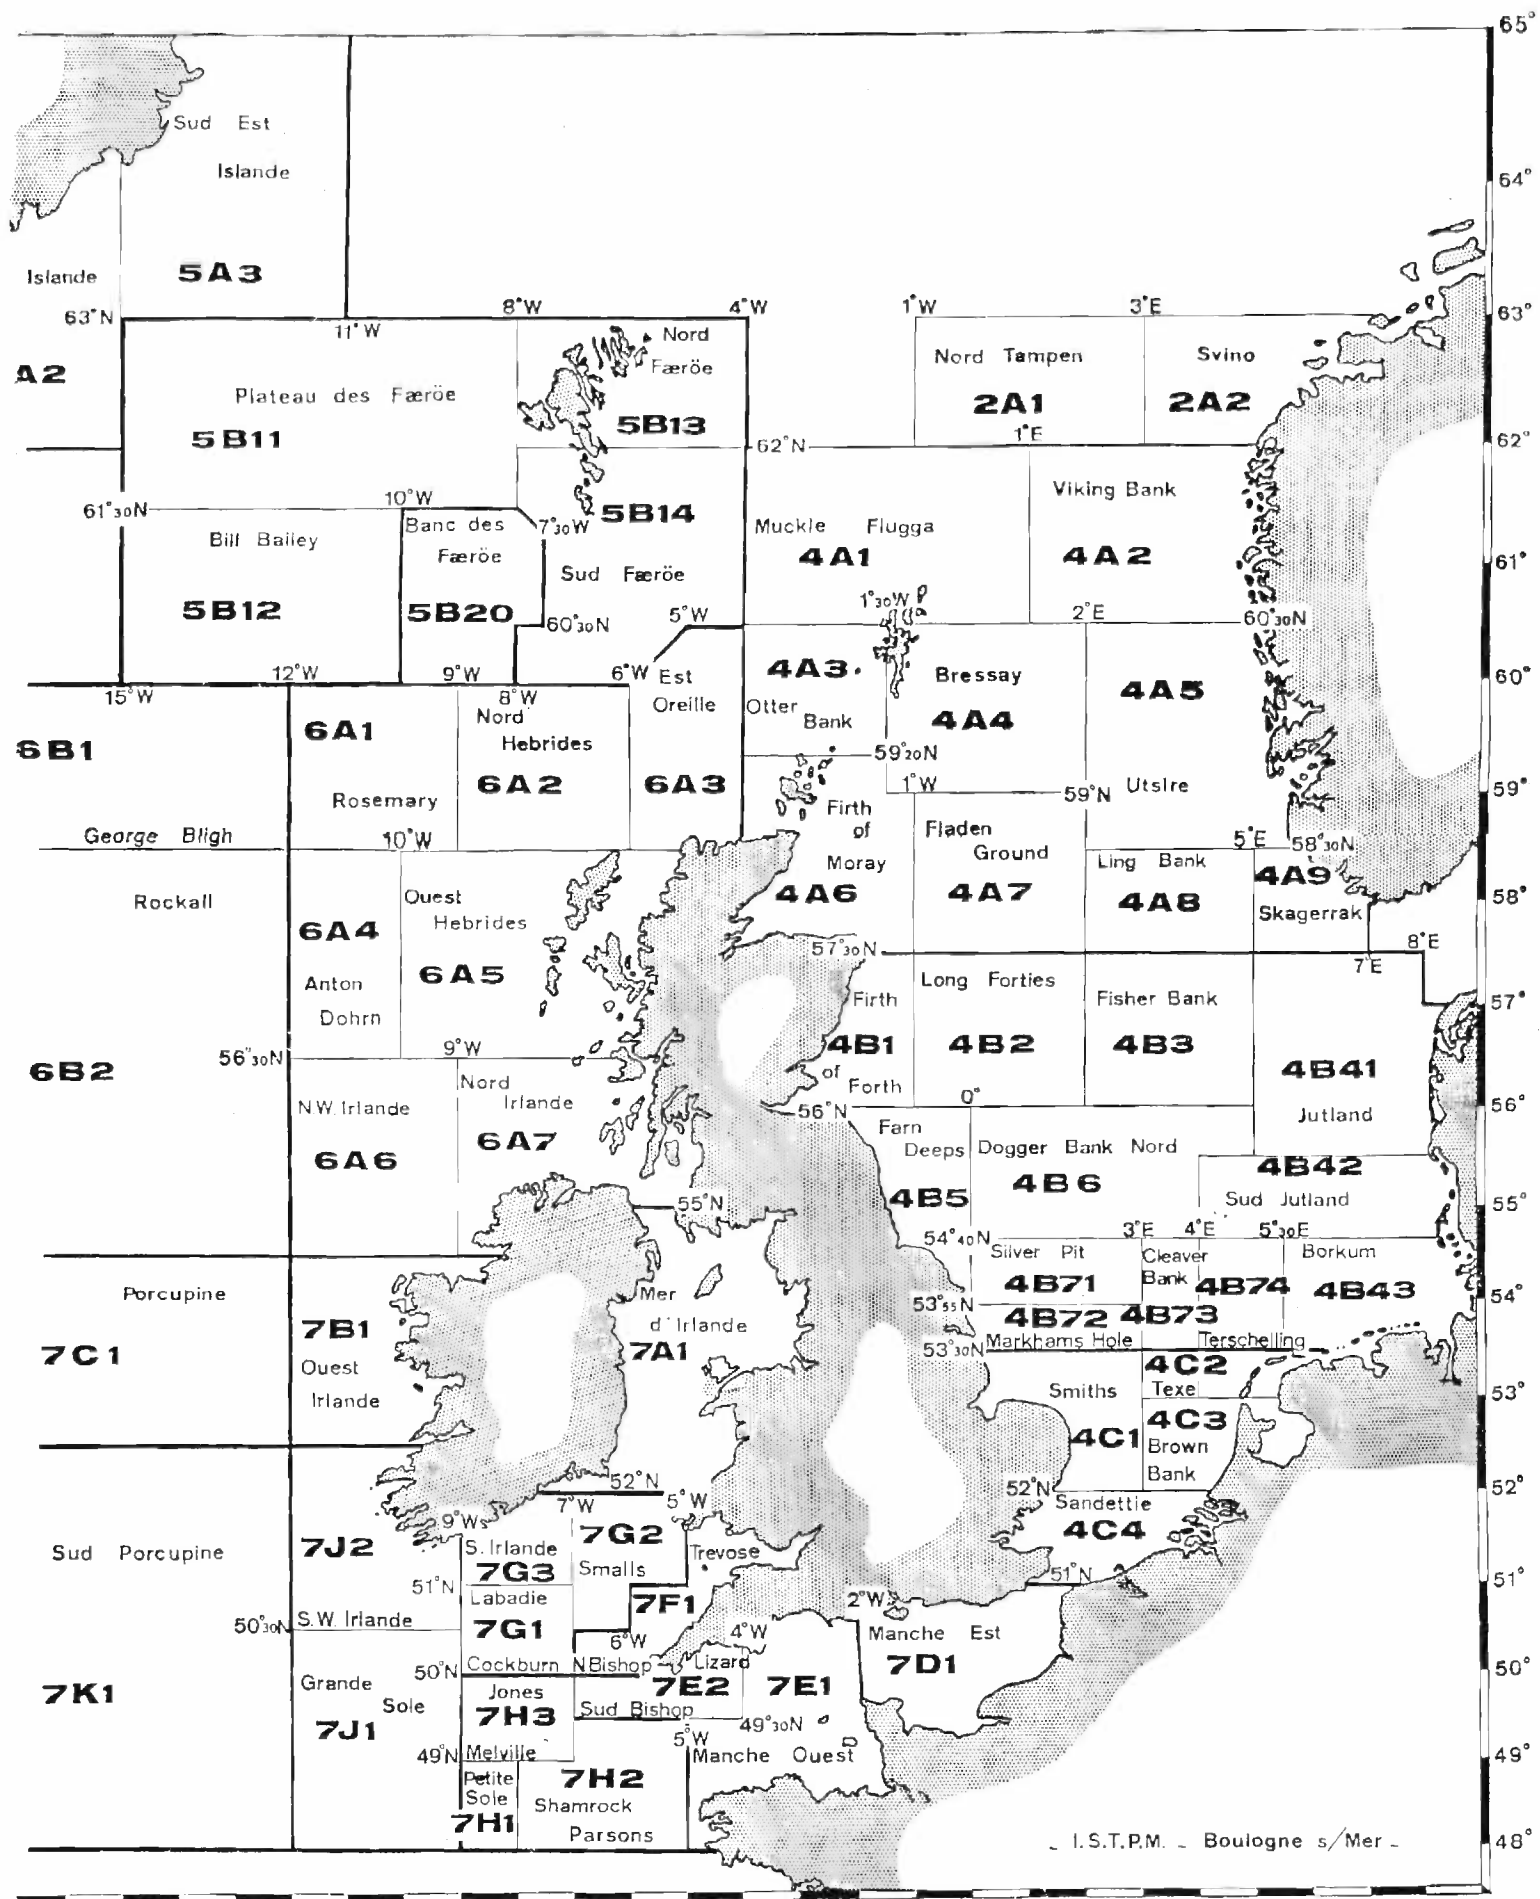 65°
Sud Est
Islande
64°
Islande
5A3
63°N
11°W
8°W
4°W
1°W
3°E
63°
A2
Plateau des Færöe
5B11
Nord
Færöe
5B13
Nord Tampen
2A1
Svino
2A2
1°E
62°N
62°
61°30N
10°W
Bill Bailey
5B12
Banc des
Færöe
5B20
7°30W
5B14
Sud Færöe
60°30N
Muckle Flugga
4A1
1°30W
Viking Bank
4A2
61°
5°W
2°E
60°30N
15°W
12°W
9°W
8°W
6°W
Est
Oreille
4A3
Otter
Bank
Bressay
4A4
4A5
60°
6B1
6A1
Rosemary
Nord
Hebrides
6A2
6A3
59°20N
1°W
59°N
Utsire
59°
George Bligh
10°W
Firth
of
Moray
4A6
Fladen
Ground
4A7
Ling Bank
4A8
5°E
58°30N
4A9
Skagerrak
58°
Rockall
6A4
Anton
Dohrn
Ouest
Hebrides
6A5
57°30N
7°E
8°E
Firth
4B1
of
Forth
Long Forties
4B2
Fisher Bank
4B3
57°
6B2
56°30N
9°W
4B41
Jutland
N.W. Irlande
6A6
Nord
Irlande
6A7
56°N
0°
56°
Farn
Deeps
4B5
Dogger Bank Nord
4B6
4B42
Sud Jutland
55°N
55°
54°40N
3°E
4°E
5°30E
Silver Pit
4B71
Cleaver
Bank
4B74
Borkum
4B43
Porcupine
7C1
7B1
Ouest
Irlande
Mer
d'Irlande
7A1
53°55N
4B72
4B73
54°
53°30N
Markhams Hole
Terschelling
Smiths
4C1
4C2
Texe
4C3
Brown
Bank
53°
52°N
52°N
52°
Sandettie
4C4
Sud Porcupine
7J2
S.W. Irlande
9°W
7°W
5°W
S. Irlande
7G3
7G2
Smalls
Trevose
51°N
51°N
51°
Labadie
7G1
7F1
2°W
50°30N
6°W
4°W
Manche Est
7D1
7K1
Grande
Sole
7J1
50°N
Cockburn
N Bishop
Lizard
7E2
7E1
50°
Jones
7H3
Sud Bishop
49°30N
49°N
Melville
5°W
Manche Ouest
49°
Petite
Sole
7H1
7H2
Shamrock
Parsons
- I.S.T.P.M. - Boulogne s/Mer -
48°